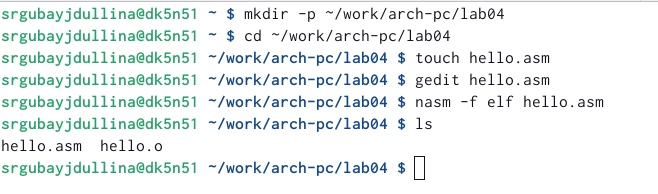 srgubayjdullina@dk5n51 ~ $ mkdir -p ~/work/arch-pc/lab04
srgubayjdullina@dk5n51 ~ $ cd ~/work/arch-pc/lab04
srgubayjdullina@dk5n51 ~/work/arch-pc/lab04 $ touch hello.asm
srgubayjdullina@dk5n51 ~/work/arch-pc/lab04 $ gedit hello.asm
srgubayjdullina@dk5n51 ~/work/arch-pc/lab04 $ nasm -f elf hello.asm
srgubayjdullina@dk5n51 ~/work/arch-pc/lab04 $ ls
hello.asm  hello.o
srgubayjdullina@dk5n51 ~/work/arch-pc/lab04 $